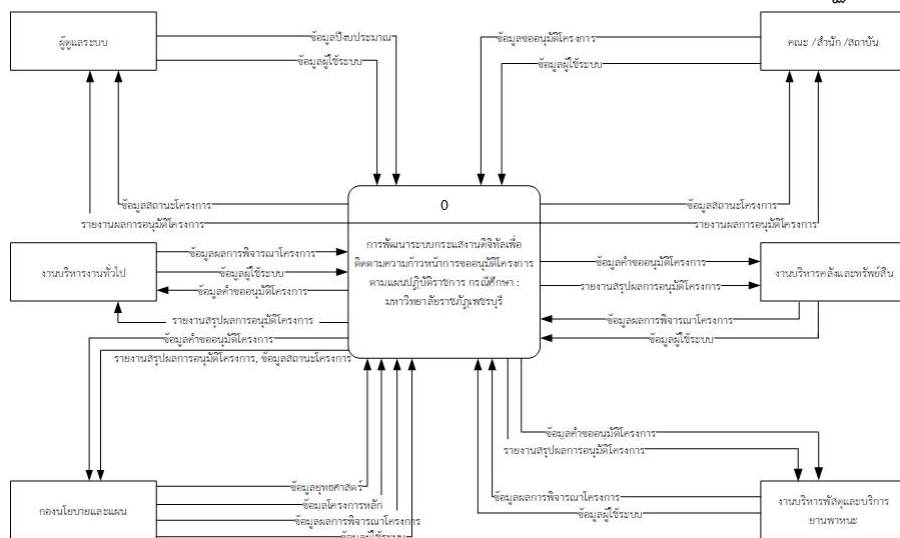 ผู้ดูแลระบบ
ข้อมูลปีงบประมาณ
ข้อมูลผู้ใช้ระบบ
ข้อมูลขออนุมัติโครงการ
ข้อมูลผู้ใช้ระบบ
คณะ /สำนัก /สถาบัน
ข้อมูลสถานะโครงการ
รายงานผลการอนุมัติโครงการ
ข้อมูลสถานะโครงการ
รายงานผลการอนุมัติโครงการ
0
การพัฒนาระบบกระแสงานดิจิทัลเพื่อ
ติดตามความก้าวหน้าการขออนุมัติโครงการ
ตามแผนปฏิบัติราชการ กรณีศึกษา :
มหาวิทยาลัยราชภัฏเพชรบุรี
งานบริหารงานทั่วไป
ข้อมูลผลการพิจารณาโครงการ
ข้อมูลผู้ใช้ระบบ
ข้อมูลคำขออนุมัติโครงการ
รายงานสรุปผลการอนุมัติโครงการ
ข้อมูลคำขออนุมัติโครงการ
รายงานสรุปผลการอนุมัติโครงการ
ข้อมูลผลการพิจารณาโครงการ
ข้อมูลผู้ใช้ระบบ
งานบริหารคลังและทรัพย์สิน
ข้อมูลคำขออนุมัติโครงการ
รายงานสรุปผลการอนุมัติโครงการ, ข้อมูลสถานะโครงการ
กองนโยบายและแผน
ข้อมูลยุทธศาสตร์
ข้อมูลโครงการหลัก
ข้อมูลผลการพิจารณาโครงการ
ข้อมูลผู้ใช้ระบบ
ข้อมูลคำขออนุมัติโครงการ
รายงานสรุปผลการอนุมัติโครงการ
ข้อมูลผลการพิจารณาโครงการ
ข้อมูลผู้ใช้ระบบ
งานบริหารพัสดุและบริการ
ยานพาหนะ